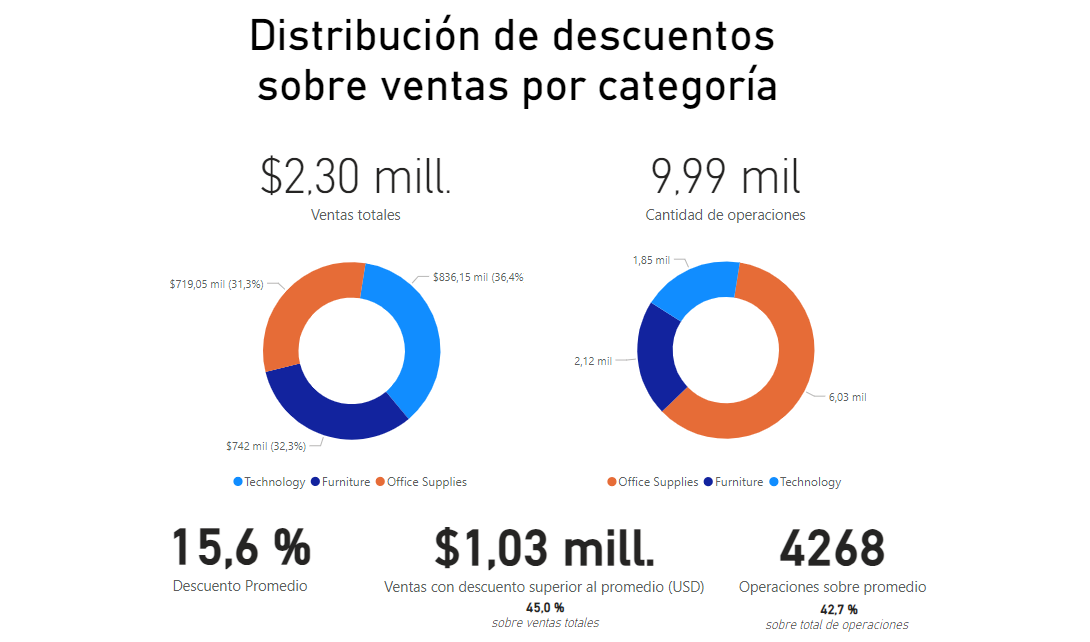 Distribución de descuentos
sobre ventas por categoría
$2,30 mill.
Ventas totales
9,99 mil
Cantidad de operaciones
$719,05 mil (31,3%)
$836,15 mil (36,4%
$742 mil (32,3%)
Technology Furniture Office Supplies
1,85 mil
2,12 mil
6,03 mil
Office Supplies Furniture Technology
15,6 %
Descuento Promedio
$1,03 mill.
Ventas con descuento superior al promedio (USD)
45,0 %
sobre ventas totales
4268
Operaciones sobre promedio
42,7 %
sobre total de operaciones